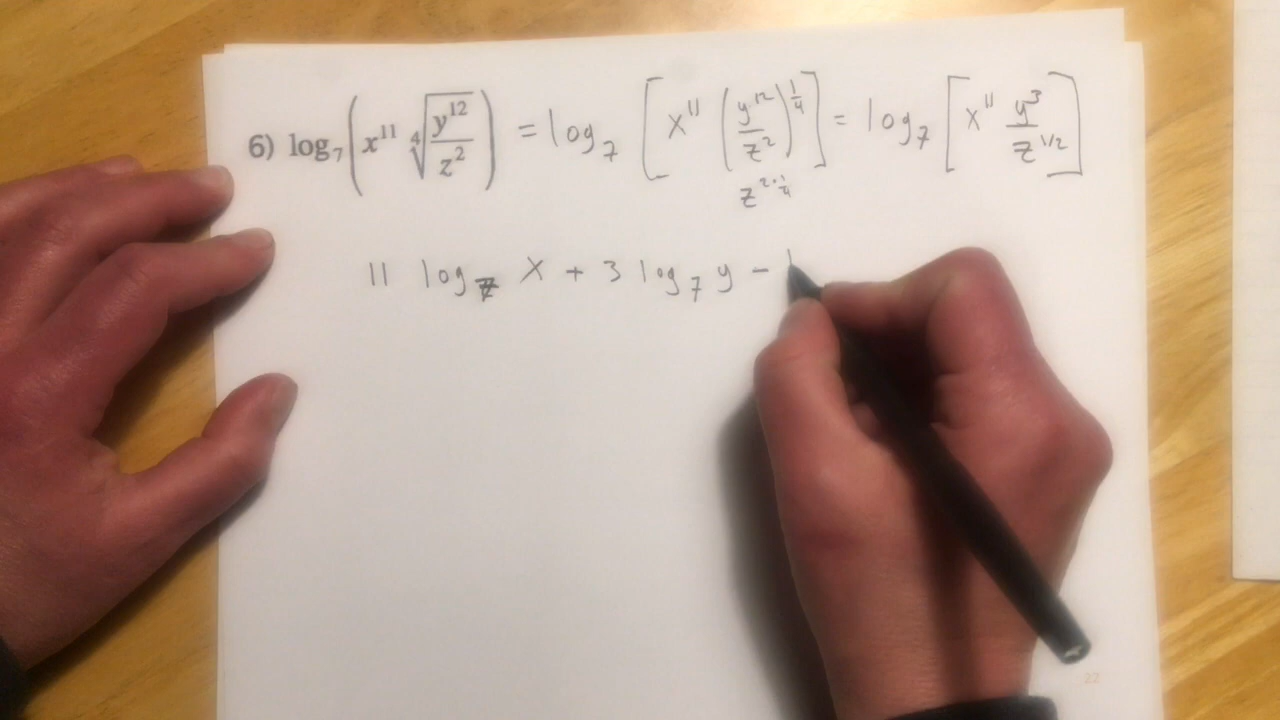 6) log₇(x¹¹ ⁴√(y¹²/z²)) = log₇[x¹¹ (y¹²/z²)^(1/4)] = log₇[x¹¹ y³/z^(1/2)]
z^(2·1/4)
11 log₇ x + 3 log₇ y −
22